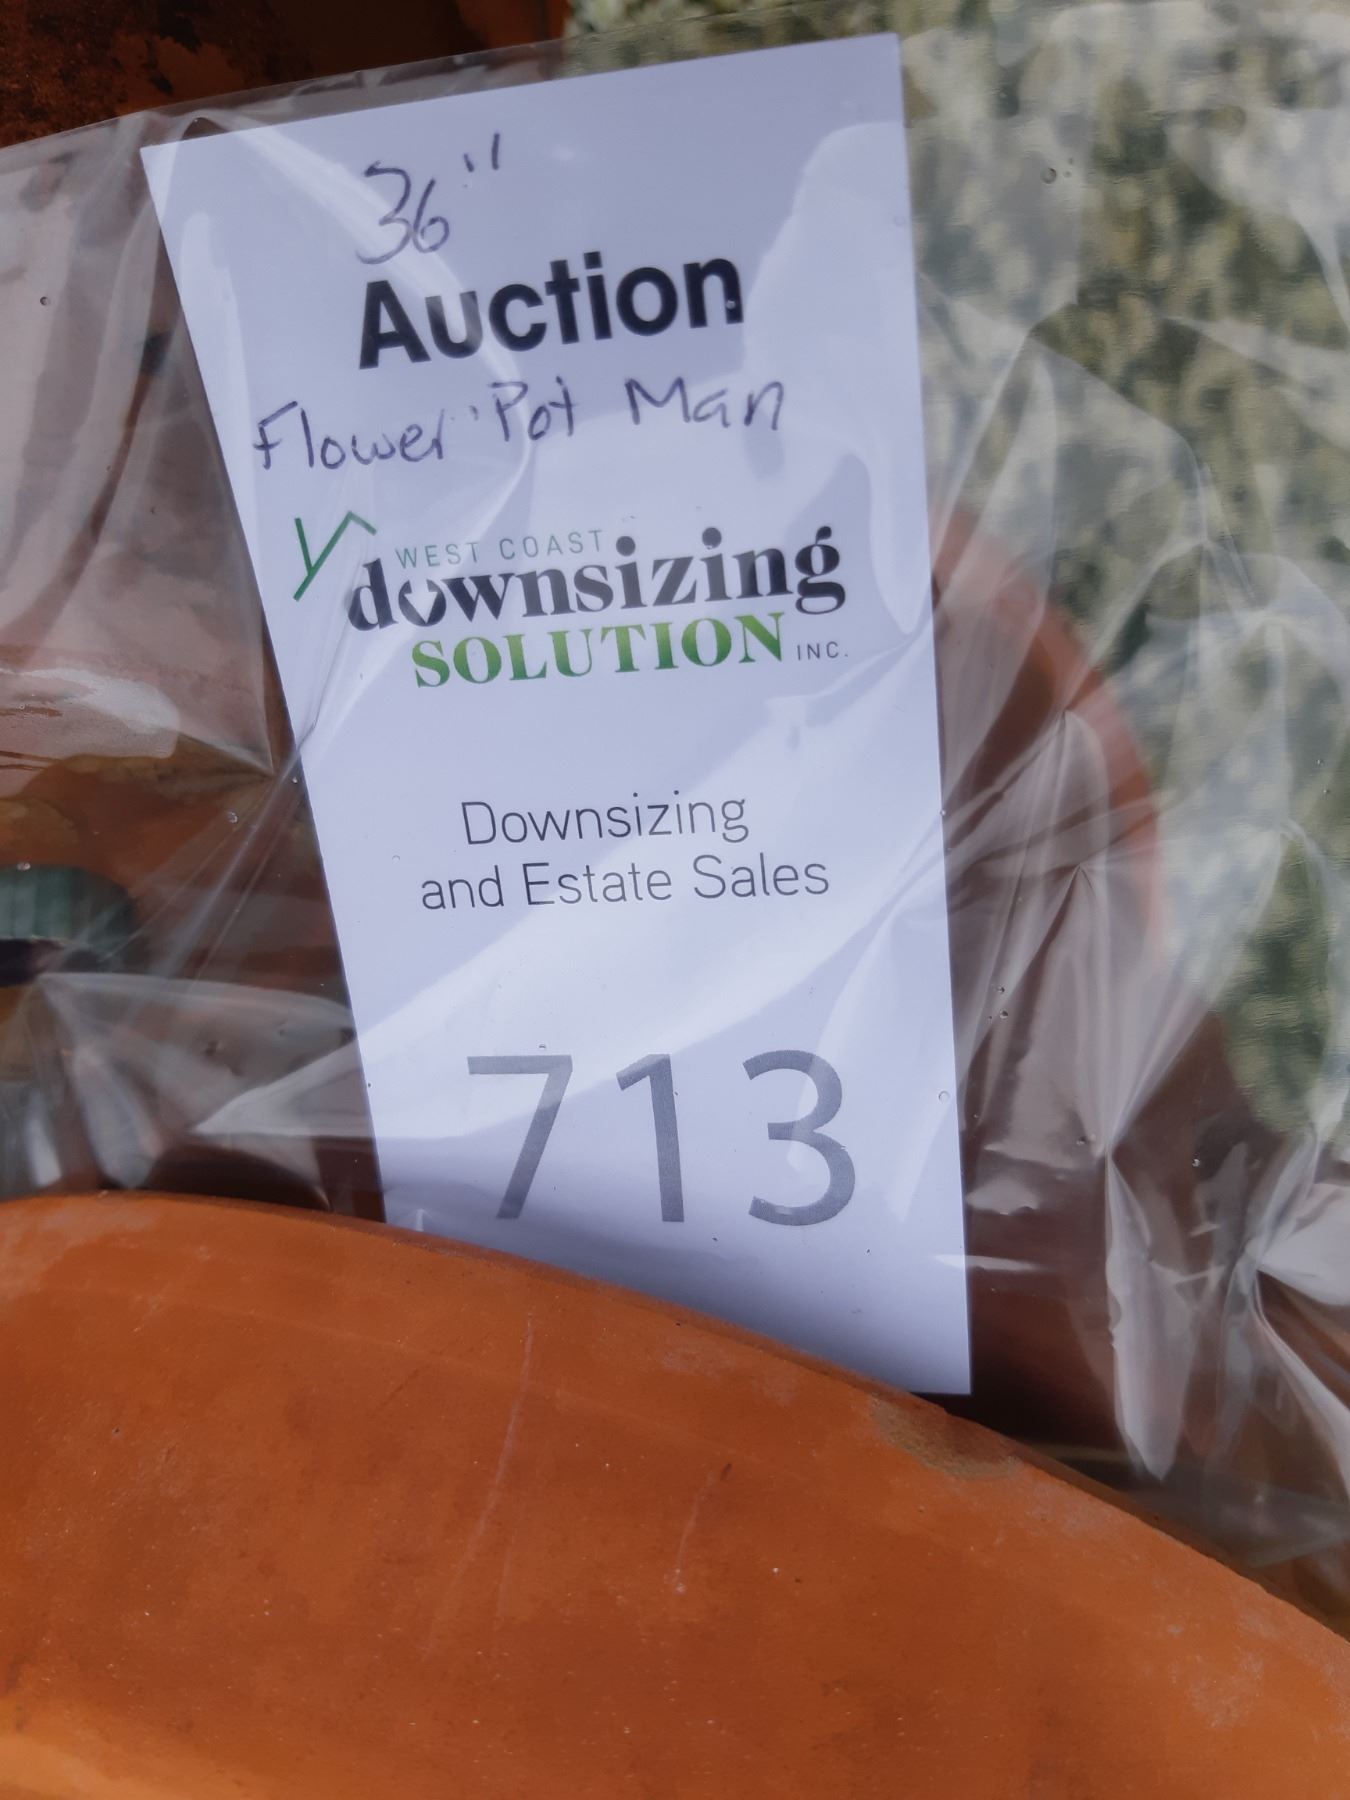 36"
Auction
Flower Pot Man
WEST COAST
downsizing
SOLUTION INC.
Downsizing
and Estate Sales
713